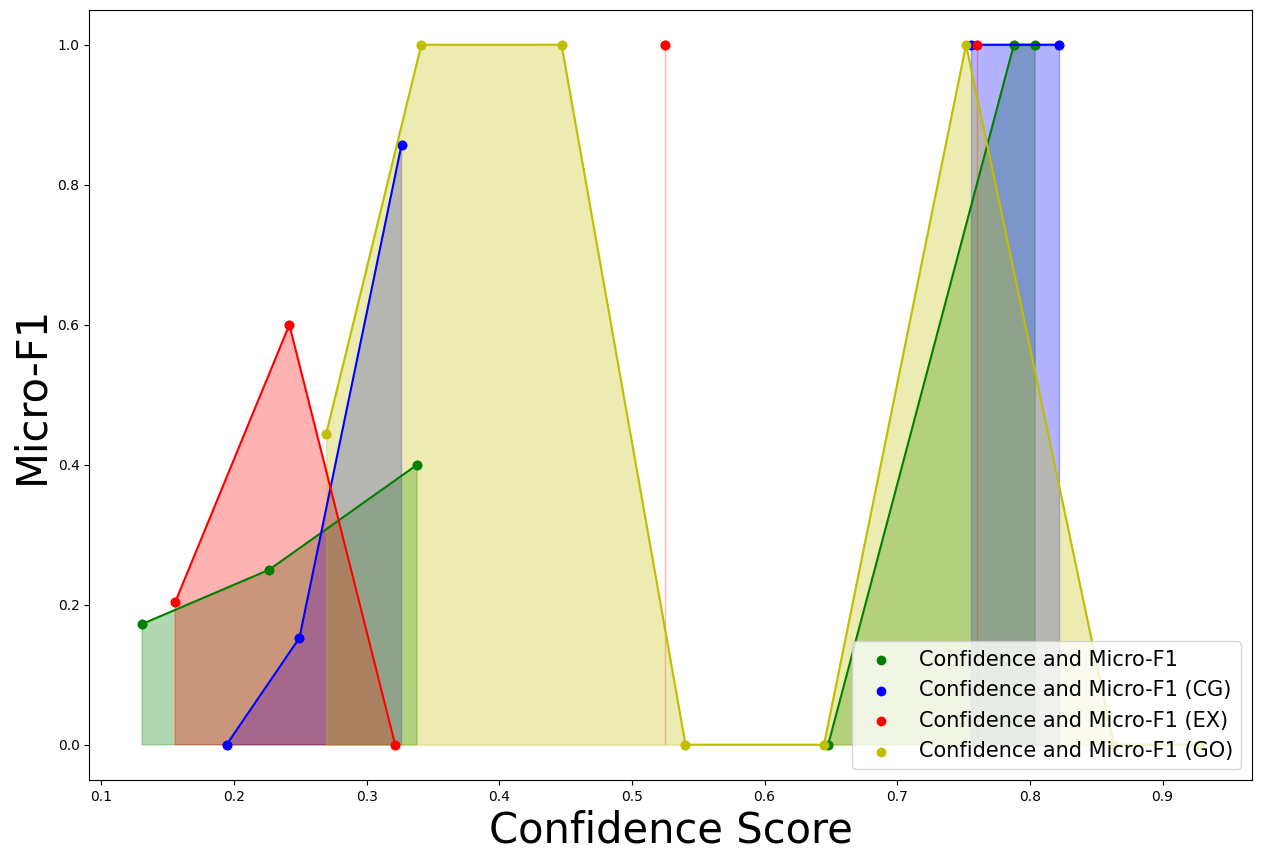 1.0
0.8
0.6
0.4
0.2
0.0
Micro-F1
0.1 0.2 0.3 0.4 0.5 0.6 0.7 0.8 0.9
Confidence Score
Confidence and Micro-F1
Confidence and Micro-F1 (CG)
Confidence and Micro-F1 (EX)
Confidence and Micro-F1 (GO)